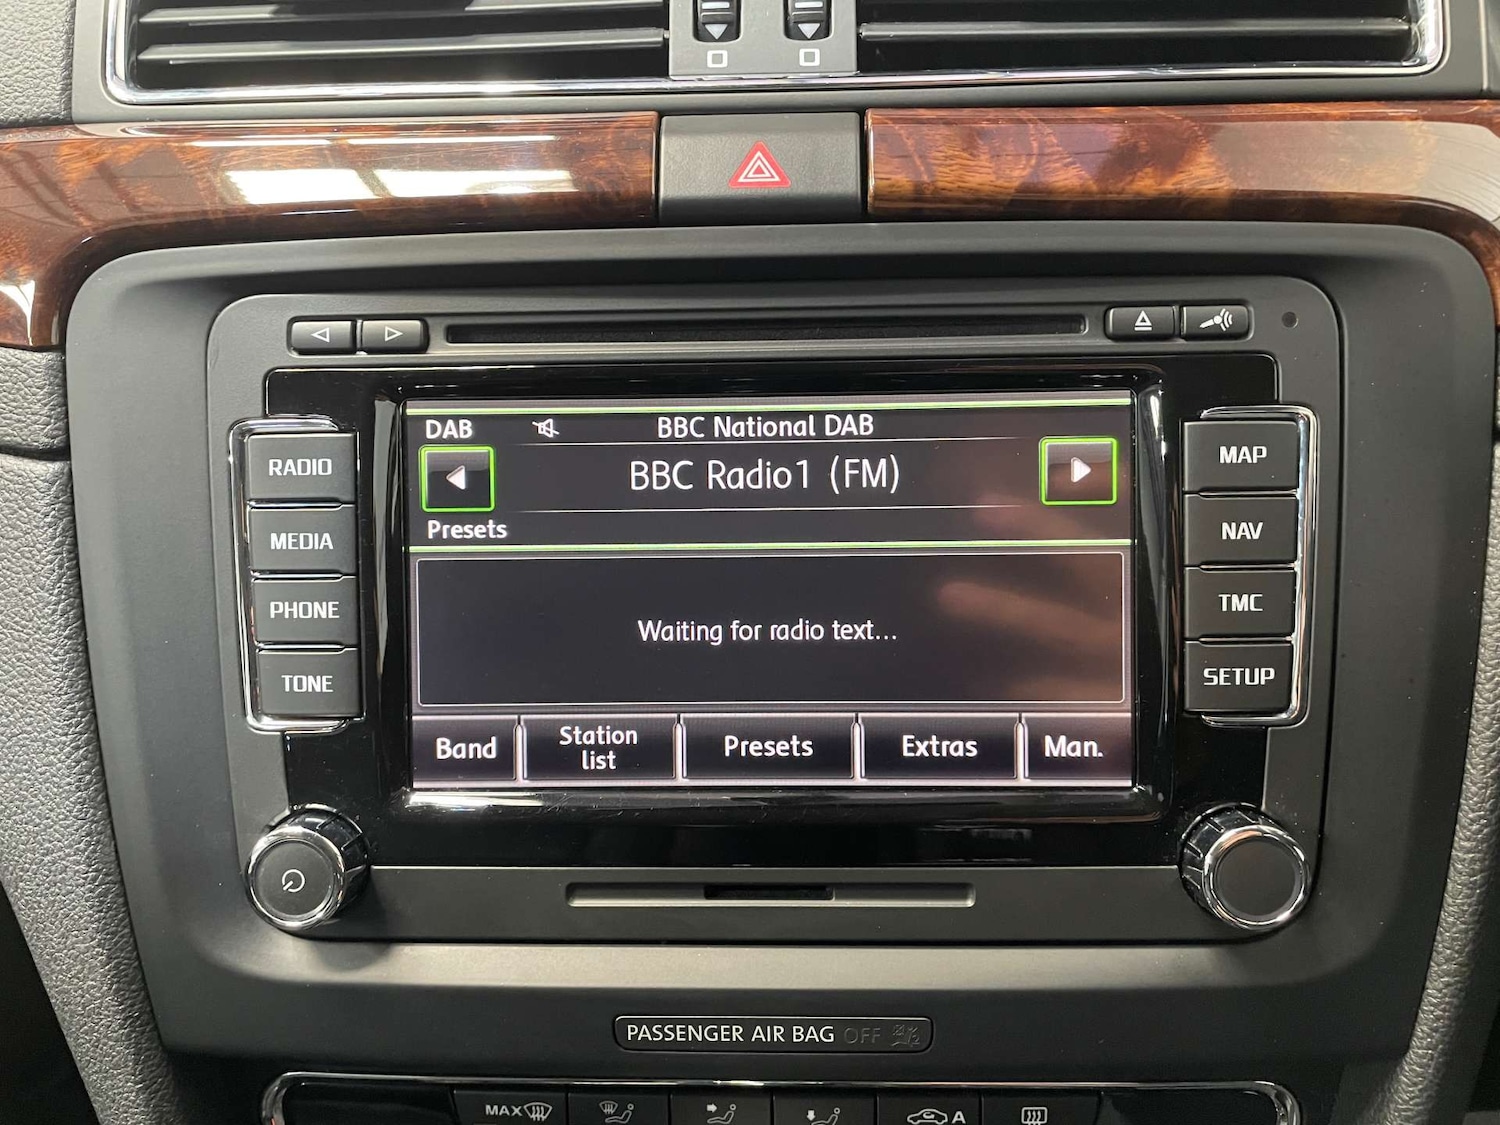 DAB
BBC National DAB
BBC Radio1 (FM)
Presets
Waiting for radio text...
Band
Station
list
Presets
Extras
Man.
RADIO
MEDIA
PHONE
TONE
MAP
NAV
TMC
SETUP
PASSENGER AIR BAG OFF
MAX
A